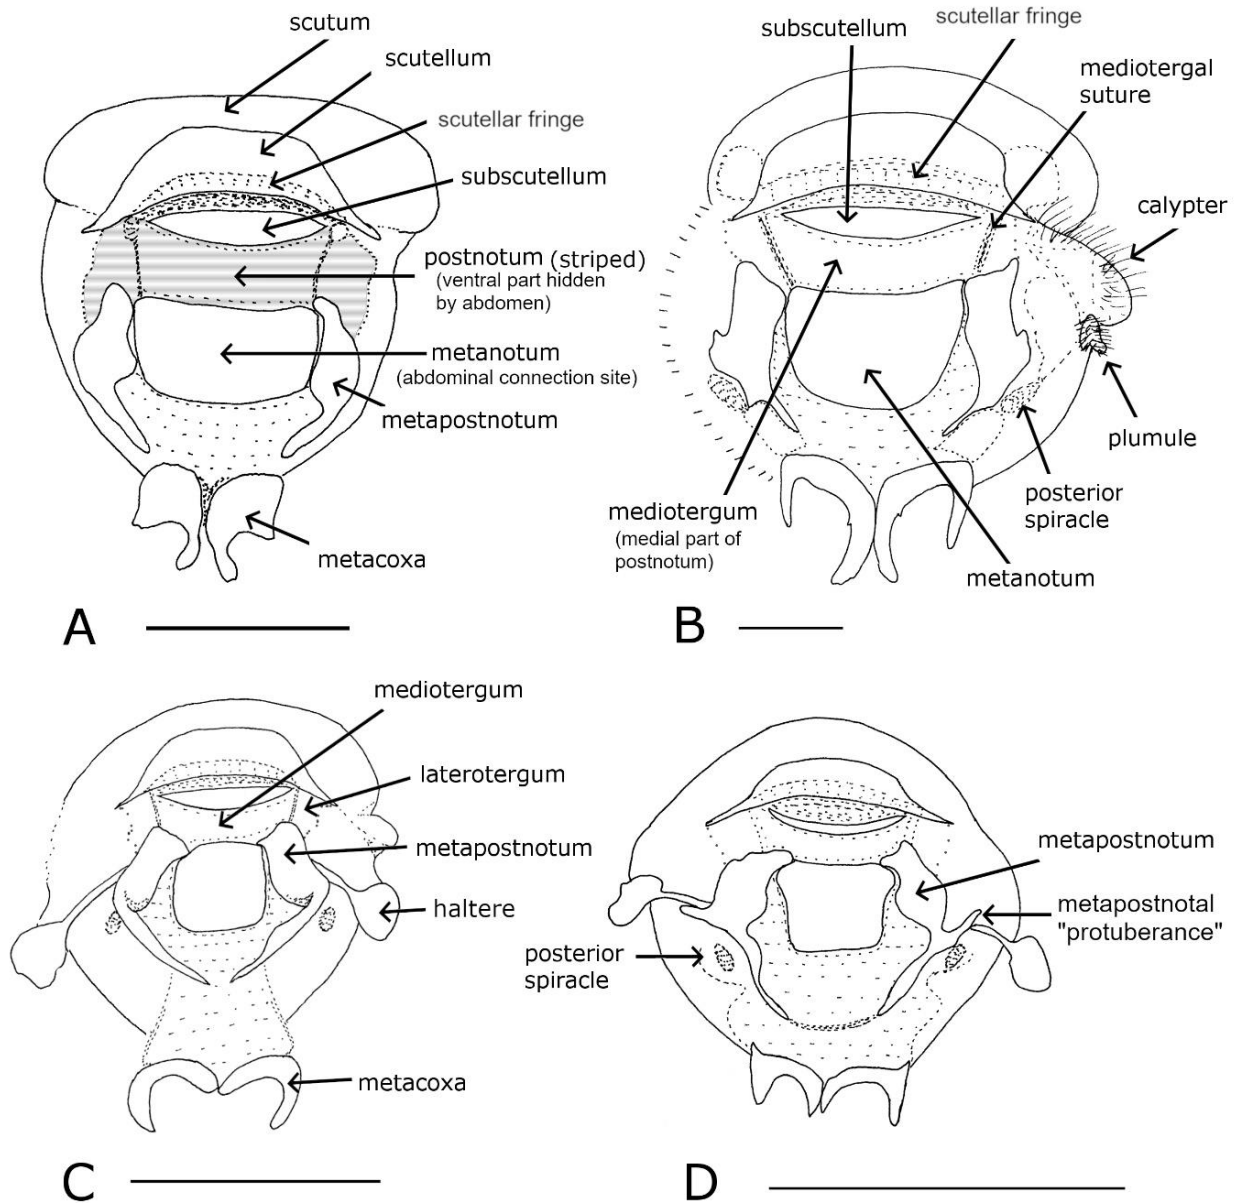 scutum
scutellum
scutellar fringe
subscutellum
postnotum (striped)
(ventral part hidden
by abdomen)
metanotum
(abdominal connection site)
metapostnotum
metacoxa
A
subscutellum
scutellar fringe
mediotergal
suture
calypter
plumule
posterior
spiracle
mediotergum
(medial part of
postnotum)
metanotum
B
mediotergum
laterotergum
metapostnotum
haltere
metacoxa
C
metapostnotum
metapostnotal
"protuberance"
posterior
spiracle
D